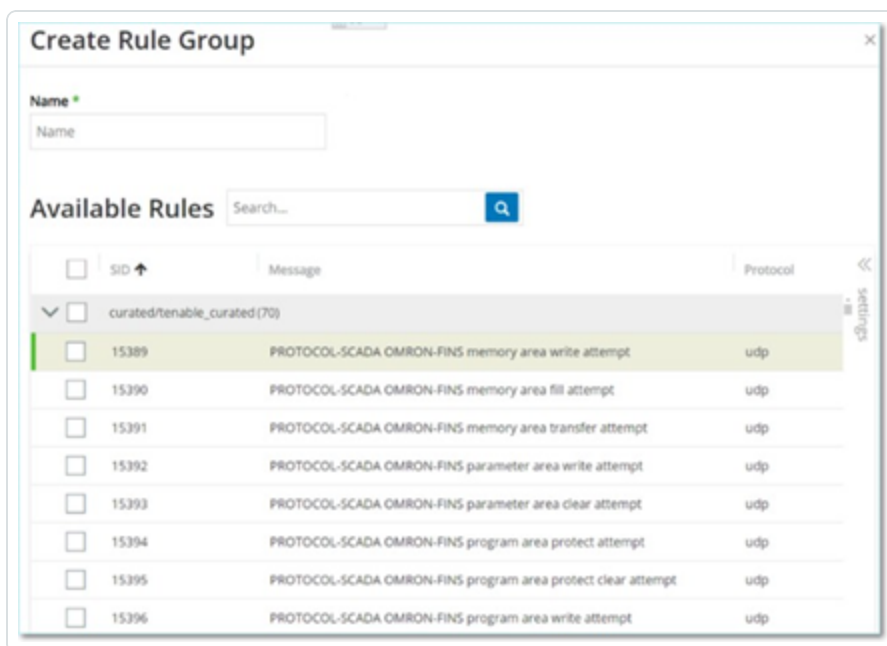 Create Rule Group
Name *
Name
Available Rules Search...
SID Message Protocol
settings
curated/tenable_curated (70)
15389 PROTOCOL-SCADA OMRON-FINS memory area write attempt udp
15390 PROTOCOL-SCADA OMRON-FINS memory area fill attempt udp
15391 PROTOCOL-SCADA OMRON-FINS memory area transfer attempt udp
15392 PROTOCOL-SCADA OMRON-FINS parameter area write attempt udp
15393 PROTOCOL-SCADA OMRON-FINS parameter area clear attempt udp
15394 PROTOCOL-SCADA OMRON-FINS program area protect attempt udp
15395 PROTOCOL-SCADA OMRON-FINS program area protect clear attempt udp
15396 PROTOCOL-SCADA OMRON-FINS program area write attempt udp